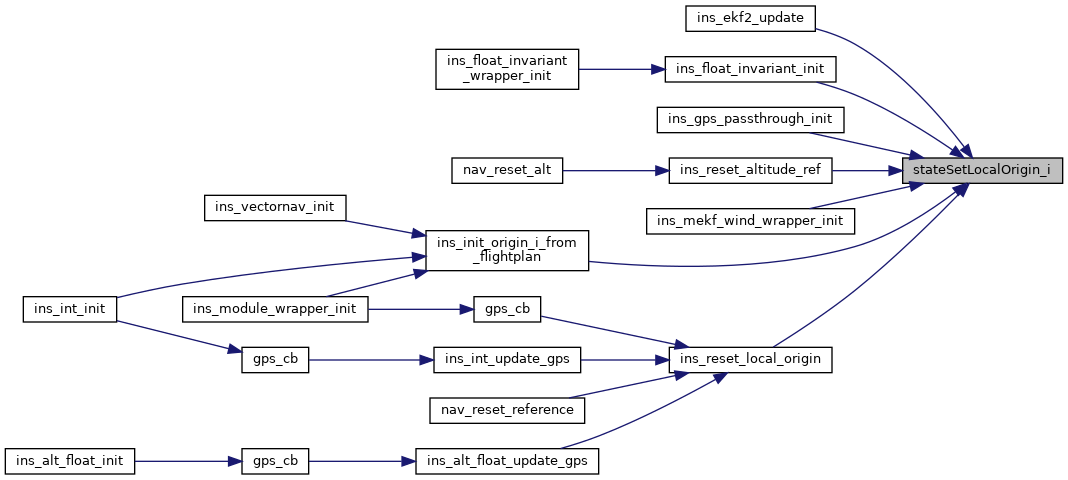 ins_ekf2_update
ins_float_invariant
_wrapper_init
ins_float_invariant_init
ins_gps_passthrough_init
stateSetLocalOrigin_i
nav_reset_alt
ins_reset_altitude_ref
ins_vectornav_init
ins_mekf_wind_wrapper_init
ins_init_origin_i_from
_flightplan
ins_int_init
ins_module_wrapper_init
gps_cb
gps_cb
ins_int_update_gps
ins_reset_local_origin
nav_reset_reference
ins_alt_float_init
gps_cb
ins_alt_float_update_gps